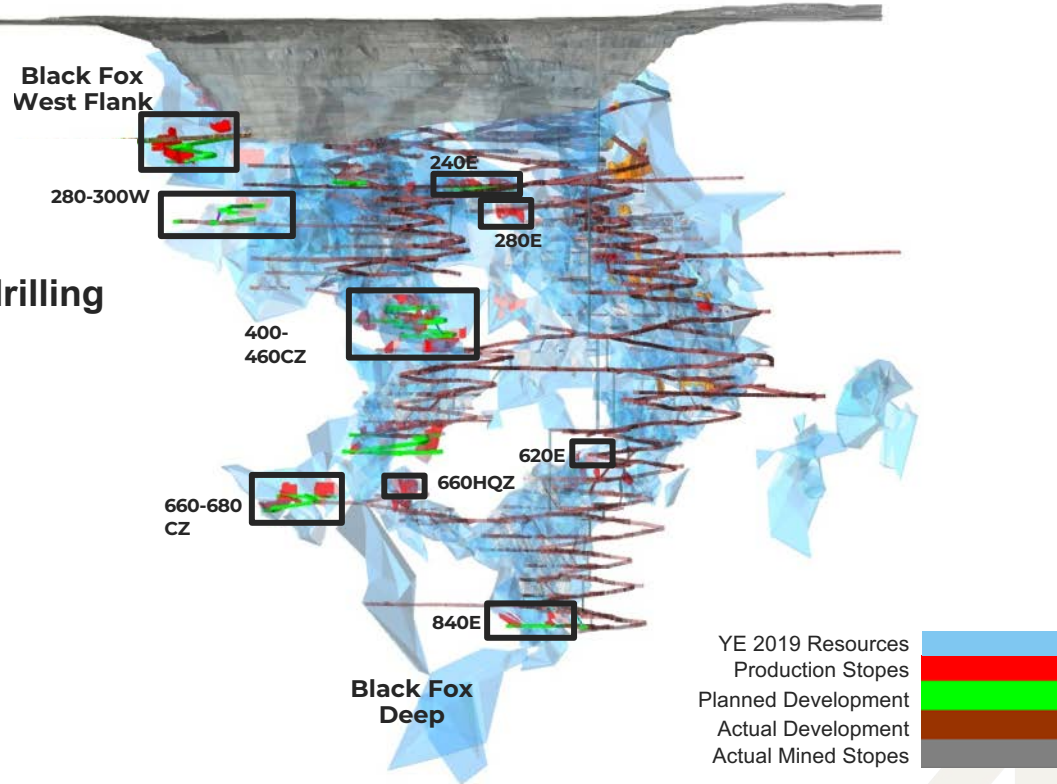 Black Fox
West Flank
240E
280-300W
280E
drilling
400-
460CZ
620E
660HQZ
660-680
CZ
840E
Black Fox
Deep
YE 2019 Resources
Production Stopes
Planned Development
Actual Development
Actual Mined Stopes